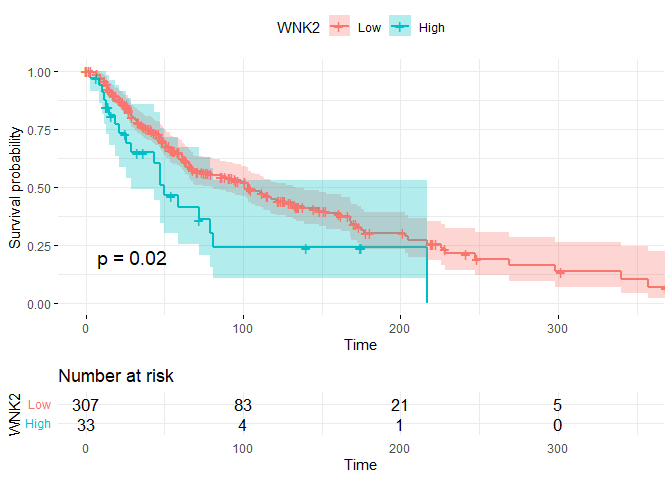 WNK2 Low High
1.00
0.75
0.50
0.25
0.00
Survival probability
p = 0.02
0 100 200 300
Time
Number at risk
WNK2
Low 307 83 21 5
High 33 4 1 0
0 100 200 300
Time